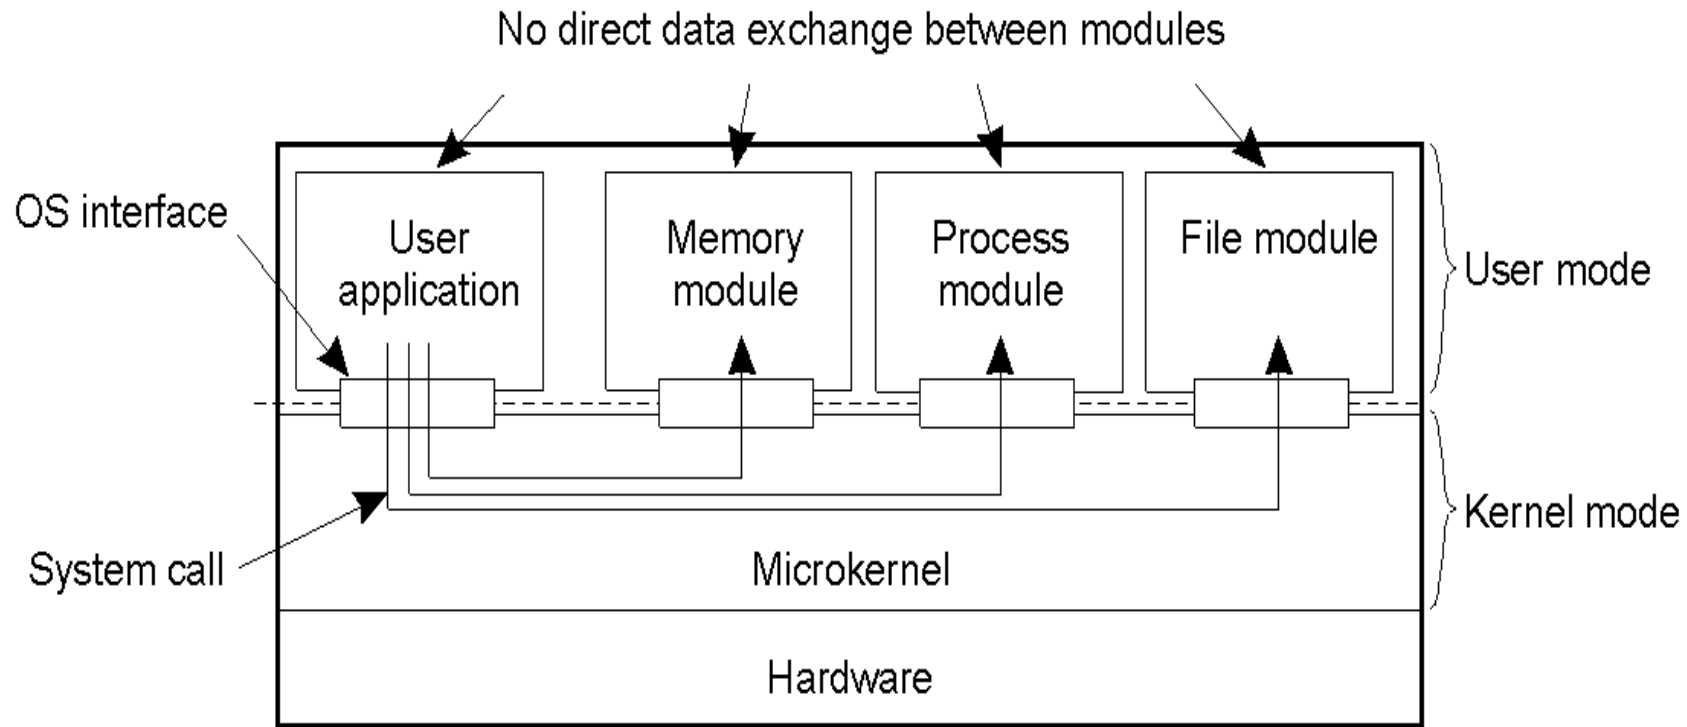 No direct data exchange between modules
OS interface
User
application
Memory
module
Process
module
File module
User mode
System call
Microkernel
Kernel mode
Hardware